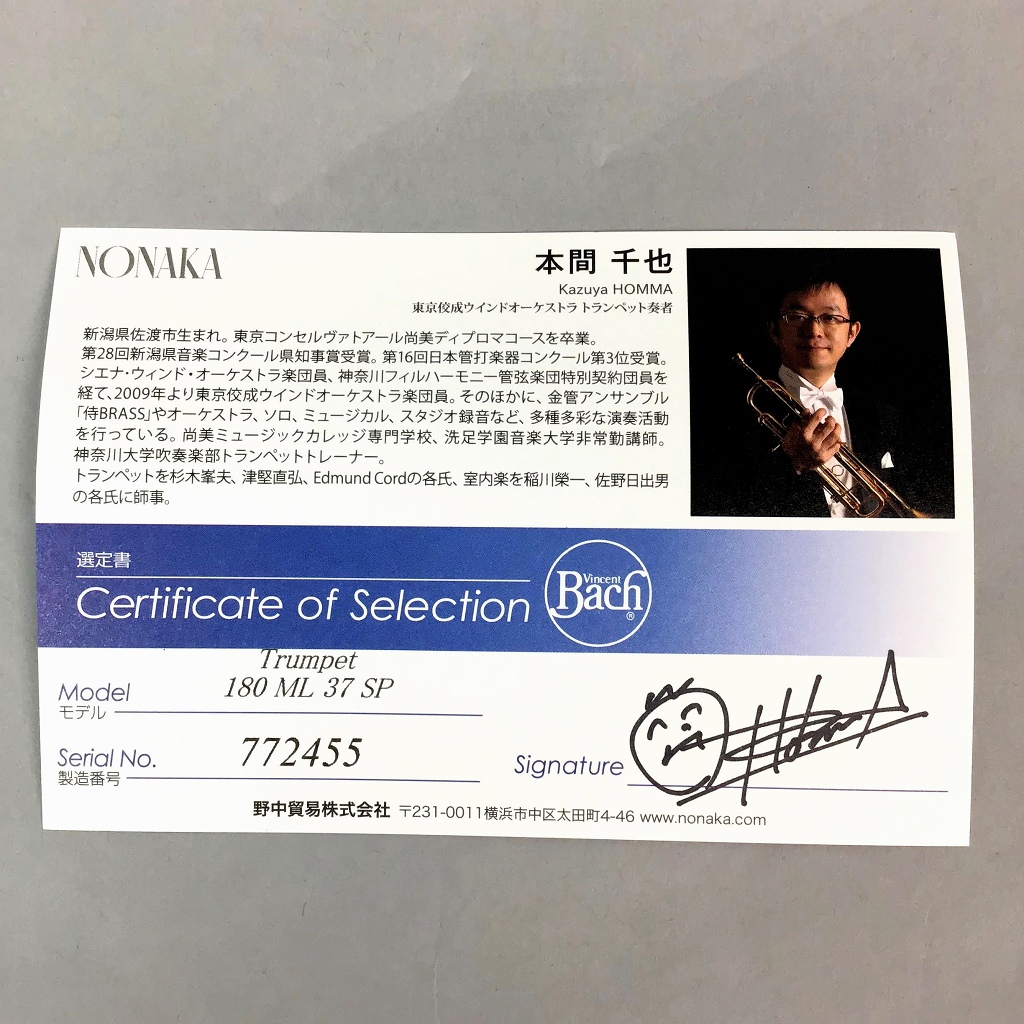 NONAKA
本間 千也
Kazuya HOMMA
東京佼成ウインドオーケストラ トランペット奏者
新潟県佐渡市生まれ。東京コンセルヴァトアール尚美ディプロマコースを卒業。
第28回新潟県音楽コンクール県知事賞受賞。第16回日本管打楽器コンクール第3位受賞。
シエナ・ウィンド・オーケストラ楽団員、神奈川フィルハーモニー管弦楽団特別契約団員を
経て、2009年より東京佼成ウインドオーケストラ楽団員。そのほかに、金管アンサンブル
「侍BRASS」やオーケストラ、ソロ、ミュージカル、スタジオ録音など、多種多彩な演奏活動
を行っている。尚美ミュージックカレッジ専門学校、洗足学園音楽大学非常勤講師。
神奈川大学吹奏楽部トランペットトレーナー。
トランペットを杉木峯夫、津堅直弘、Edmund Cordの各氏、室内楽を稲川榮一、佐野日出男
の各氏に師事。
選定書
Certificate of Selection
Vincent
Bach
®
Trumpet
Model 180 ML 37 SP
モデル
Serial No. 772455
製造番号
Signature Homma
野中貿易株式会社 〒231-0011横浜市中区太田町4-46 www.nonaka.com